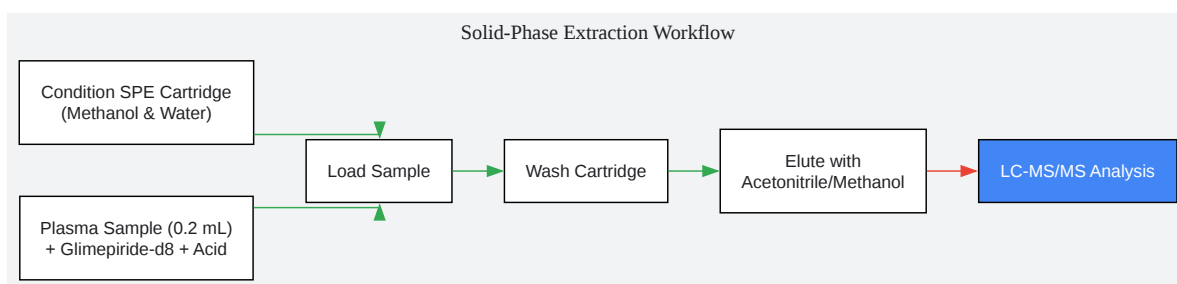 Solid-Phase Extraction Workflow
Condition SPE Cartridge
(Methanol & Water)
Plasma Sample (0.2 mL)
+ Glimepiride-d8 + Acid
Load Sample
Wash Cartridge
Elute with
Acetonitrile/Methanol
LC-MS/MS Analysis